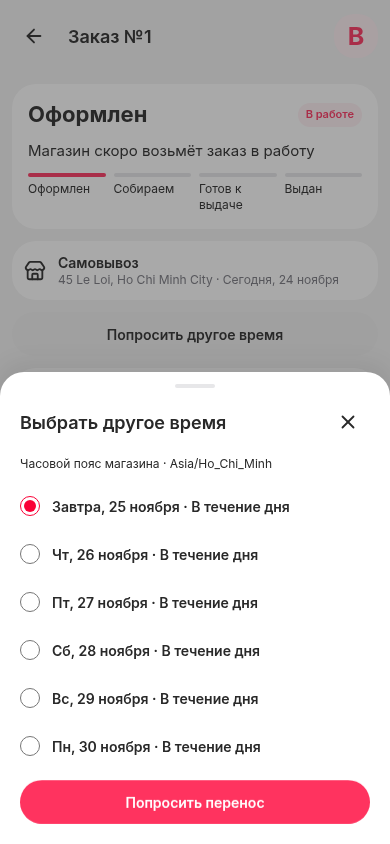 Заказ №1
B
Оформлен
В работе
Магазин скоро возьмёт заказ в работу
Оформлен
Собираем
Готов к
выдаче
Выдан
Самовывоз
45 Le Loi, Ho Chi Minh City · Сегодня, 24 ноября
Попросить другое время
Выбрать другое время
Часовой пояс магазина · Asia/Ho_Chi_Minh
Завтра, 25 ноября · В течение дня
Чт, 26 ноября · В течение дня
Пт, 27 ноября · В течение дня
Сб, 28 ноября · В течение дня
Вс, 29 ноября · В течение дня
Пн, 30 ноября · В течение дня
Попросить перенос